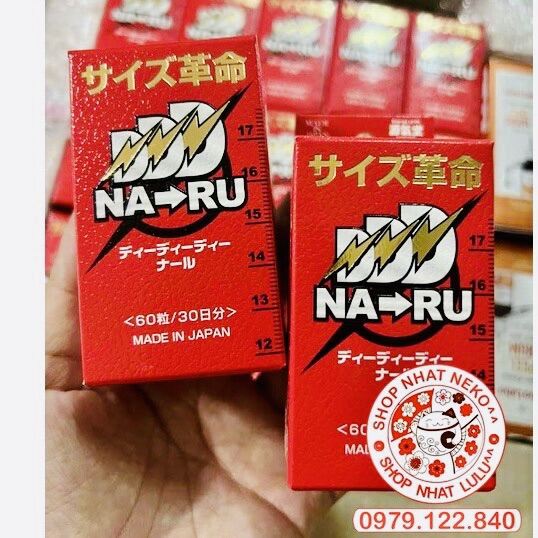 サイズ革命
DDD
NA→RU
ディーディーディー
ナール
<60粒/30日分>
MADE IN JAPAN
17
16
15
14
13
12
サイズ革命
DDD
NA→RU
ディーディーディー
17
16
15
SHOP NHAT NEKO^^
SHOP NHAT LULU^^
0979.122.840